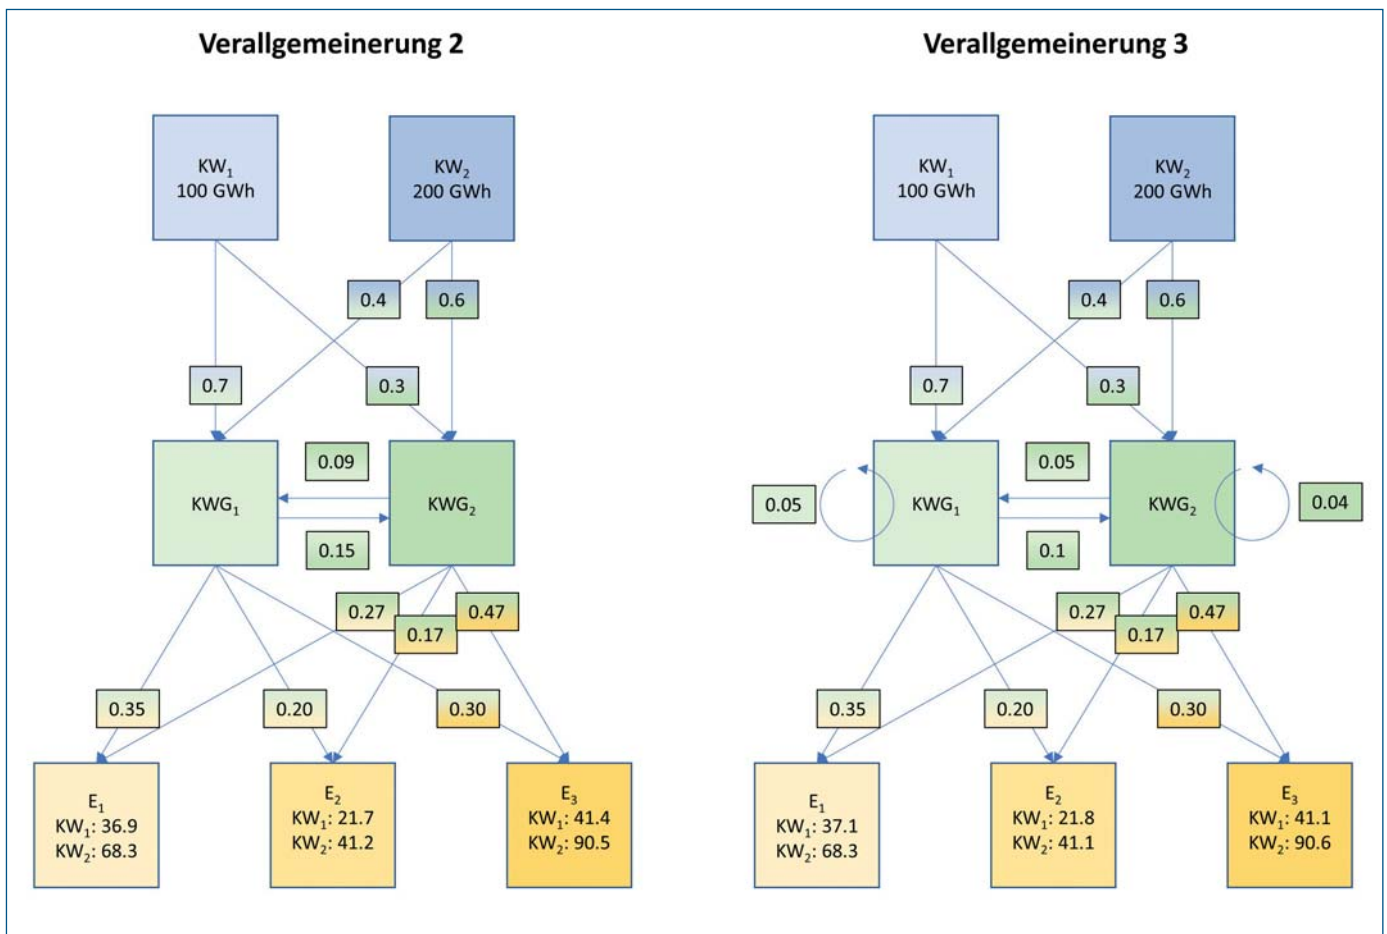 Verallgemeinerung 2
KW₁
100 GWh
KW₂
200 GWh
0.4
0.6
0.7
0.3
KWG₁
0.09
0.15
KWG₂
0.27
0.17
0.47
0.35
0.20
0.30
E₁
KW₁: 36.9
KW₂: 68.3
E₂
KW₁: 21.7
KW₂: 41.2
E₃
KW₁: 41.4
KW₂: 90.5
Verallgemeinerung 3
KW₁
100 GWh
KW₂
200 GWh
0.4
0.6
0.7
0.3
0.05
KWG₁
0.05
0.1
KWG₂
0.04
0.27
0.17
0.47
0.35
0.20
0.30
E₁
KW₁: 37.1
KW₂: 68.3
E₂
KW₁: 21.8
KW₂: 41.1
E₃
KW₁: 41.1
KW₂: 90.6